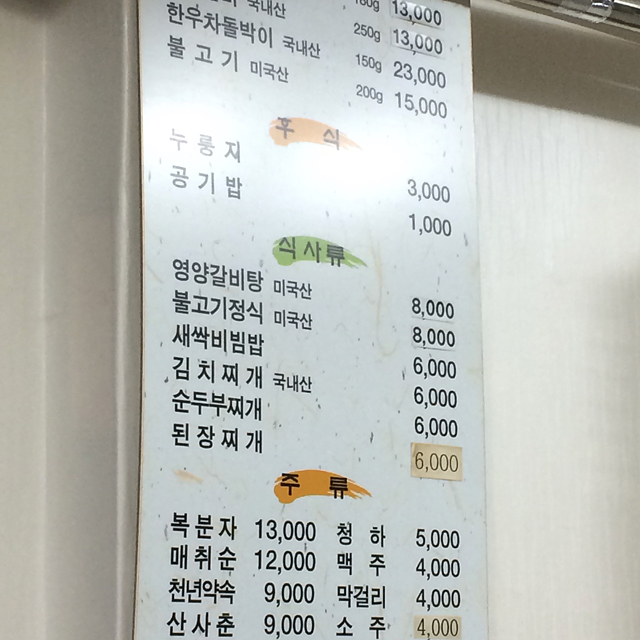 13,000
국내산 250g 13,000
한우차돌박이 국내산 150g 23,000
불고기 미국산 200g 15,000
후 식
누룽지 3,000
공기밥 1,000
식사류
영양갈비탕 미국산 8,000
불고기정식 미국산 8,000
새싹비빔밥 6,000
김치찌개 국내산 6,000
순두부찌개 6,000
된장찌개 6,000
주 류
복분자 13,000 청 하 5,000
매취순 12,000 맥 주 4,000
천년약속 9,000 막걸리 4,000
산사춘 9,000 소 주 4,000